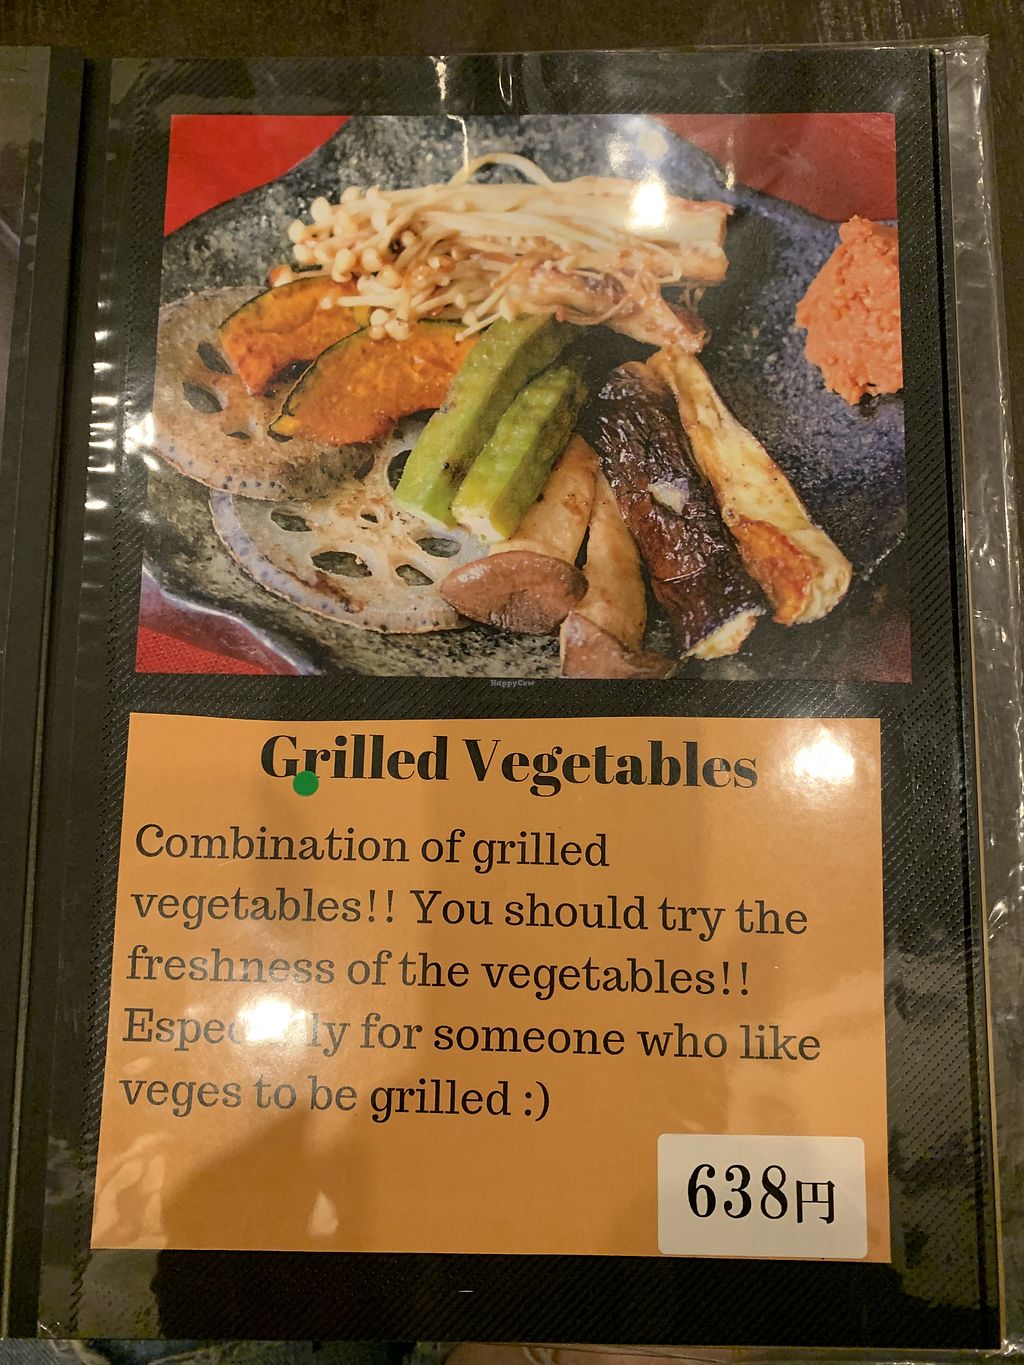 HappyCow
Grilled Vegetables
Combination of grilled
vegetables!! You should try the
freshness of the vegetables!!
for someone who like
veges to be grilled :)
638円